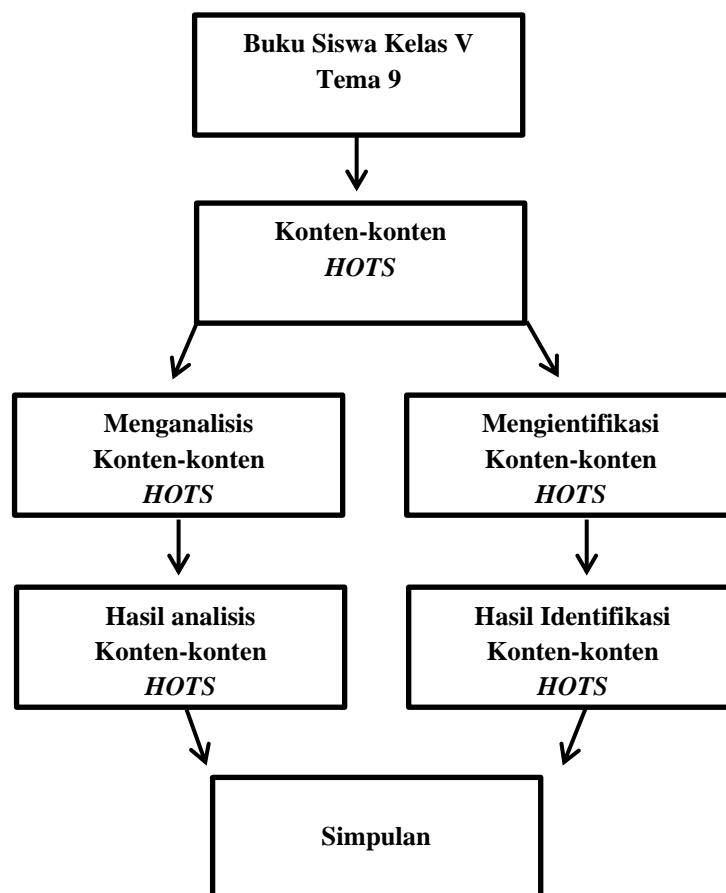 Buku Siswa Kelas V
Tema 9
Konten-konten
HOTS
Menganalisis
Konten-konten
HOTS
Mengientifikasi
Konten-konten
HOTS
Hasil analisis
Konten-konten
HOTS
Hasil Identifikasi
Konten-konten
HOTS
Simpulan